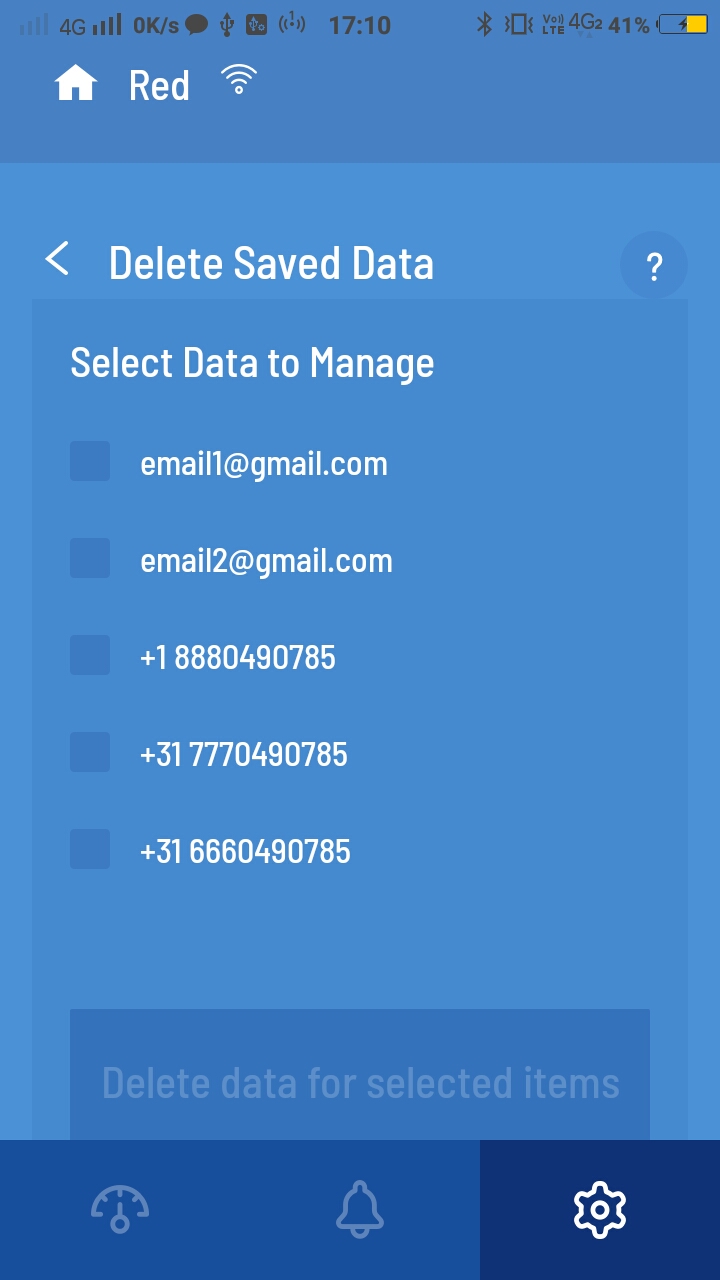 4G 0K/s 17:10 Vo)) LTE 4G2 41%
Red
Delete Saved Data ?
Select Data to Manage
email1@gmail.com
email2@gmail.com
+1 8880490785
+31 7770490785
+31 6660490785
Delete data for selected items